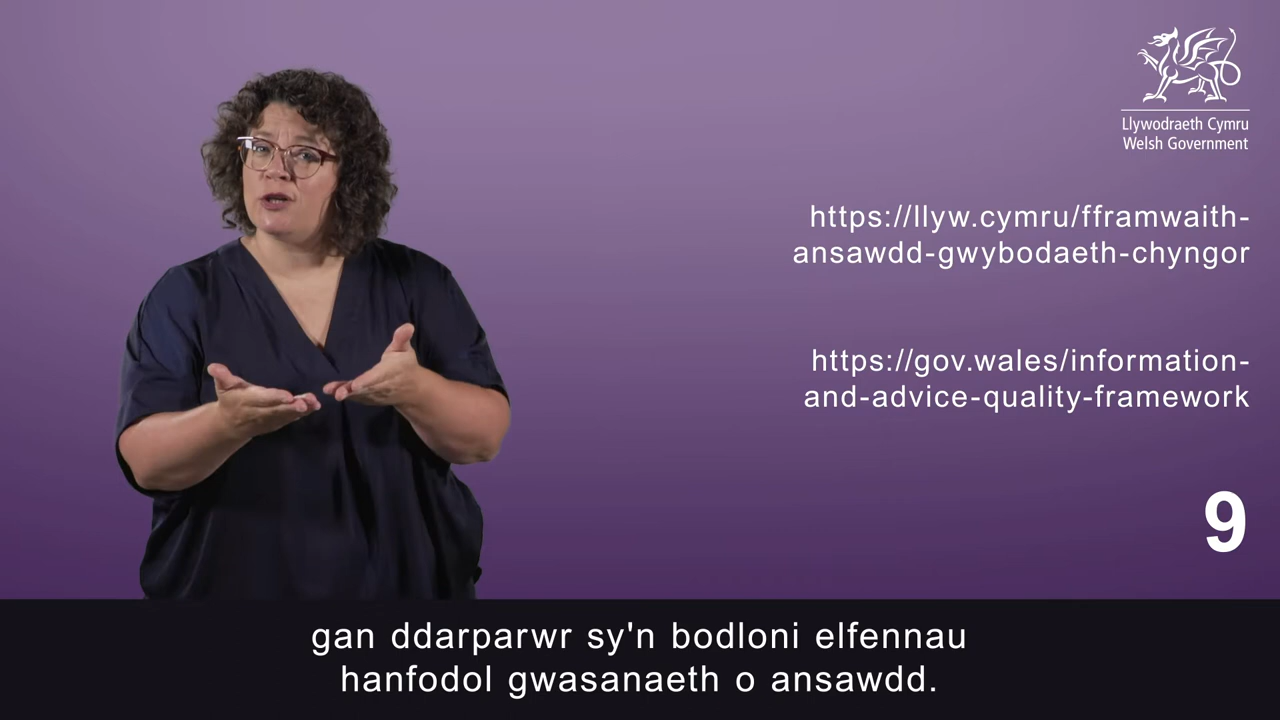 Llywodraeth Cymru
Welsh Government
https://llyw.cymru/fframwaith-
ansawdd-gwybodaeth-chyngor
https://gov.wales/information-
and-advice-quality-framework
9
gan ddarparwr sy'n bodloni elfennau
hanfodol gwasanaeth o ansawdd.